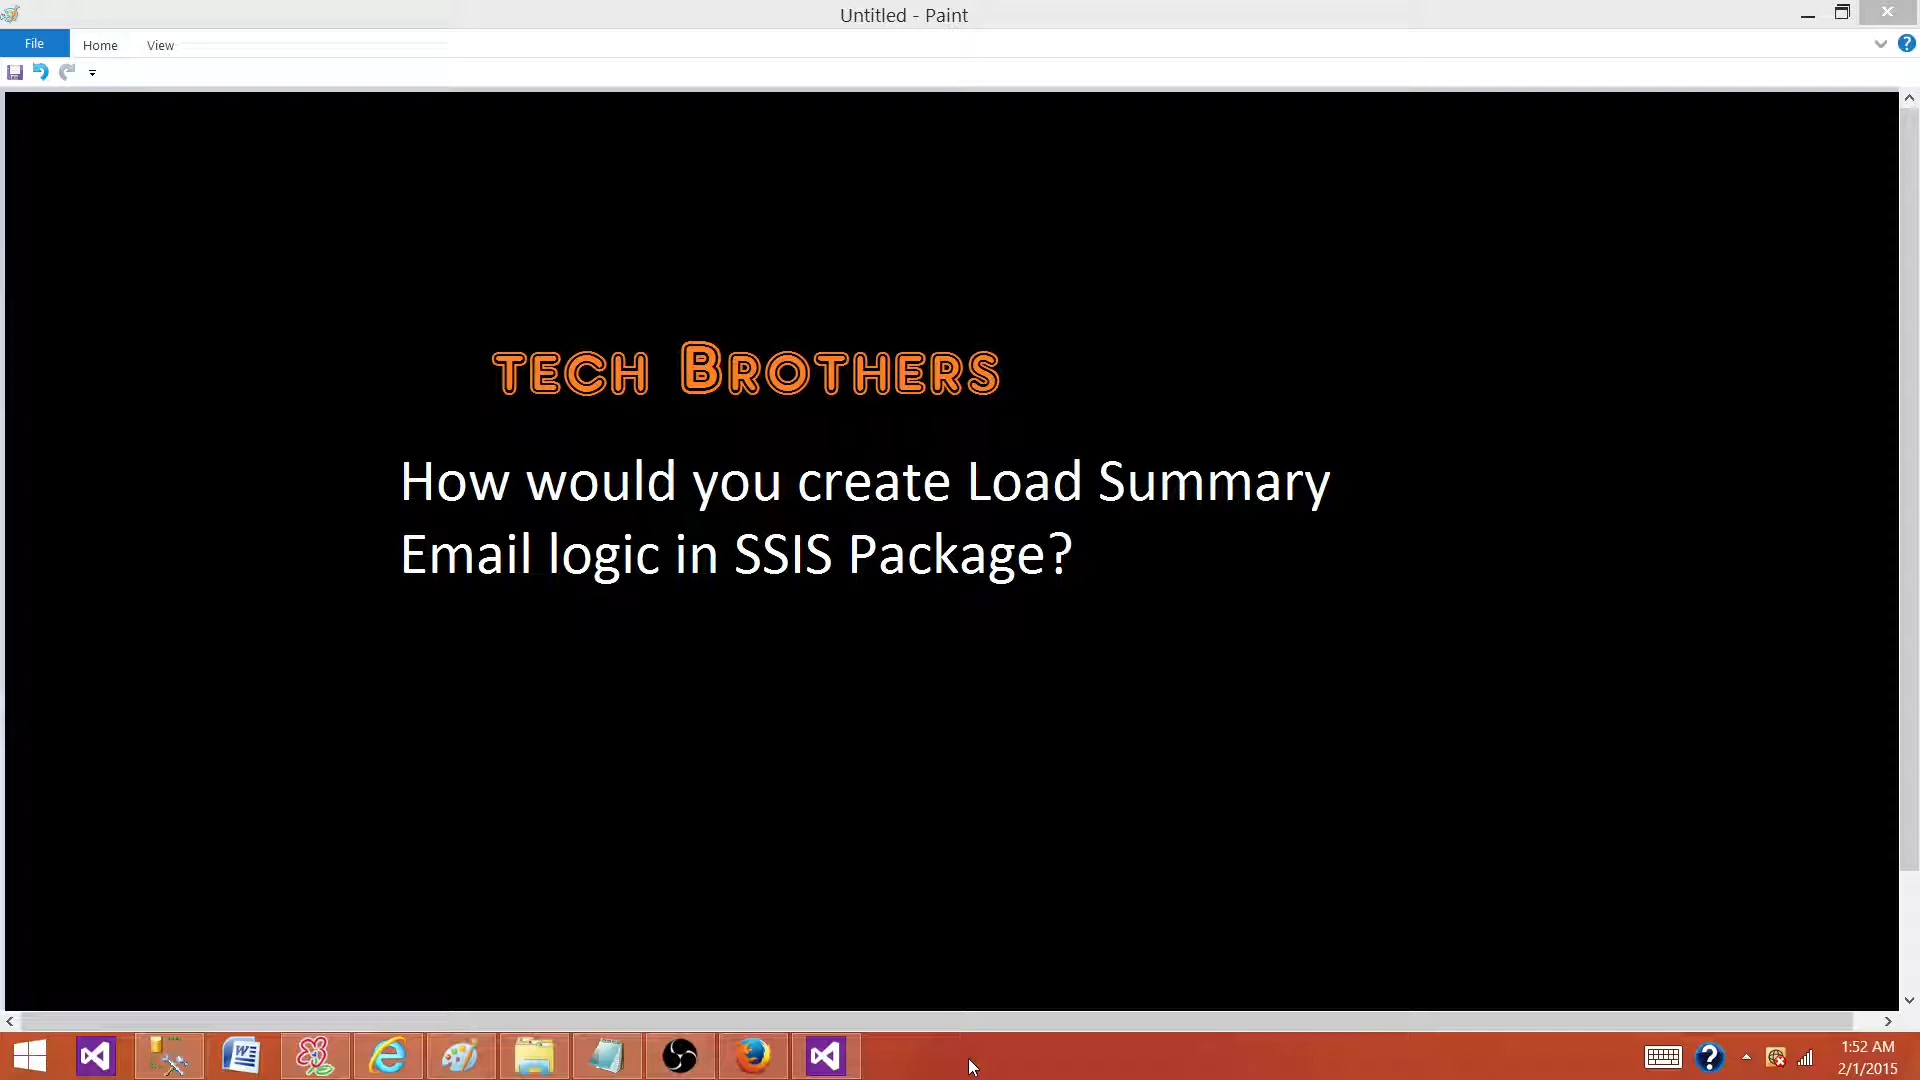 Untitled - Paint
File Home View
tech Brothers
How would you create Load Summary
Email logic in SSIS Package?
1:52 AM
2/1/2015